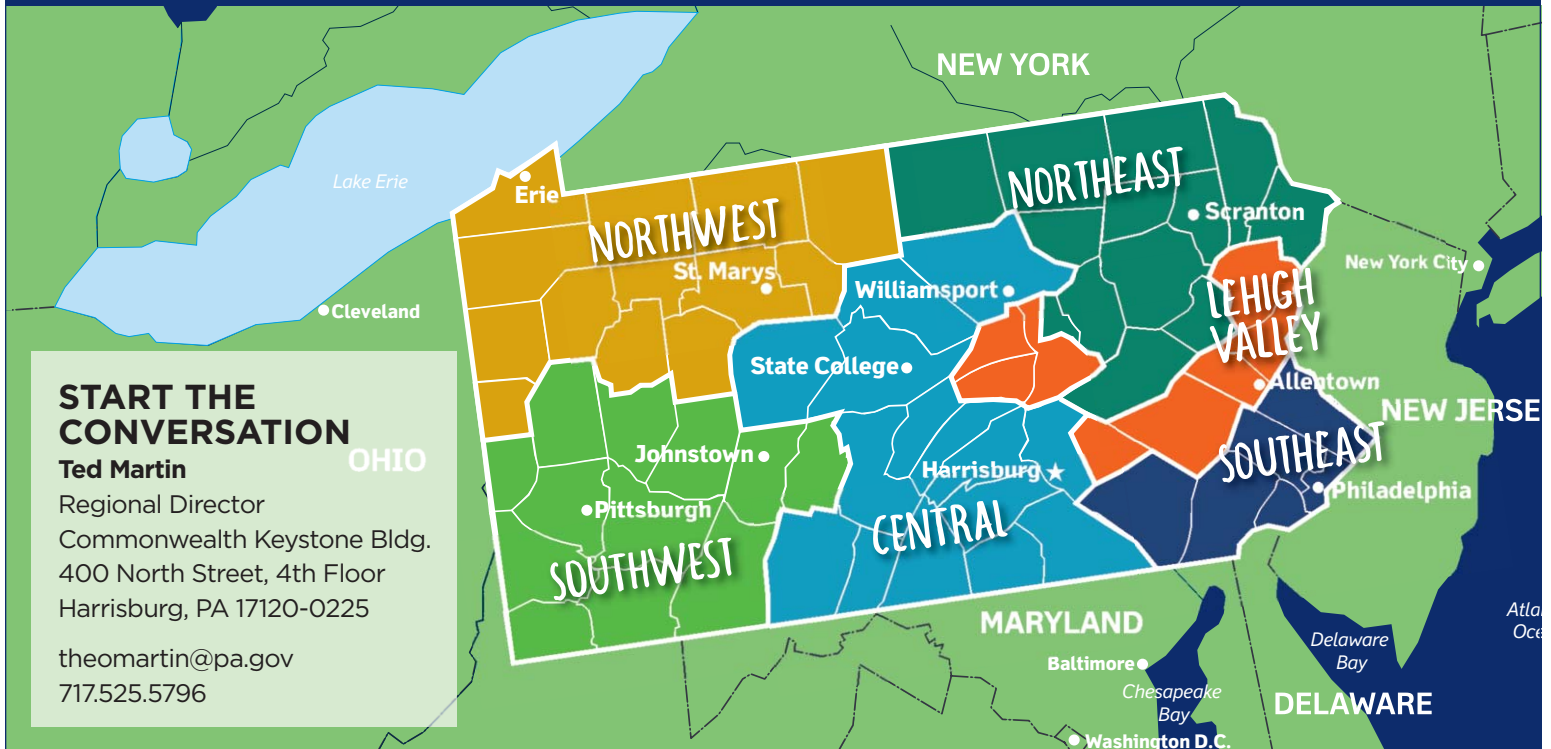 NEW YORK
Lake Erie
Erie
NORTHWEST
NORTHEAST
Scranton
St. Marys
Williamsport
New York City
Cleveland
LEHIGH
VALLEY
State College
Allentown
NEW JERSE
START THE
CONVERSATION
OHIO
Ted Martin
Regional Director
Commonwealth Keystone Bldg.
400 North Street, 4th Floor
Harrisburg, PA 17120-0225
theomartin@pa.gov
717.525.5796
Johnstown
Harrisburg
SOUTHEAST
Philadelphia
Pittsburgh
CENTRAL
SOUTHWEST
MARYLAND
Atla
Oce
Delaware
Bay
Baltimore
Chesapeake
Bay
DELAWARE
Washington D.C.